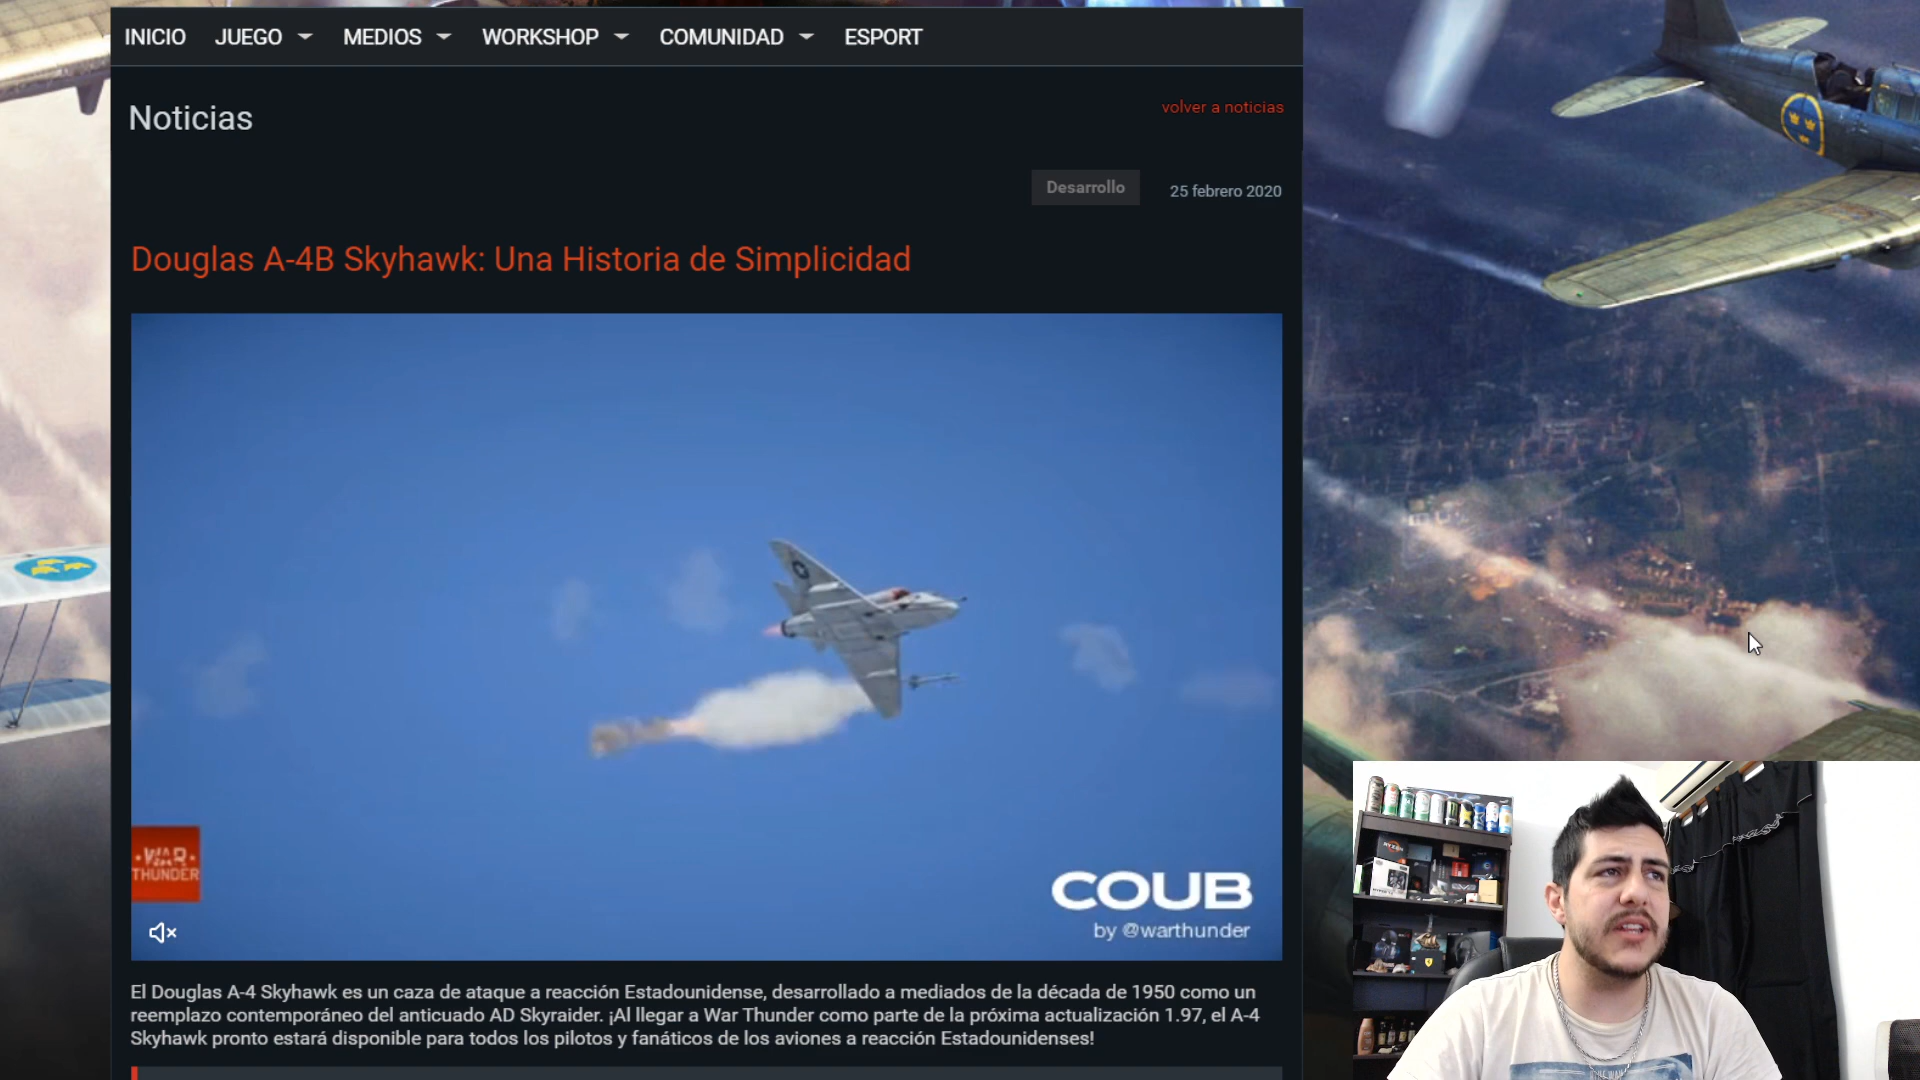 INICIO JUEGO MEDIOS WORKSHOP COMUNIDAD ESPORT
Noticias
volver a noticias
Desarrollo
25 febrero 2020
Douglas A-4B Skyhawk: Una Historia de Simplicidad
WAR
THUNDER
COUB
by @warthunder
El Douglas A-4 Skyhawk es un caza de ataque a reacción Estadounidense, desarrollado a mediados de la década de 1950 como un
reemplazo contemporáneo del anticuado AD Skyraider. ¡Al llegar a War Thunder como parte de la próxima actualización 1.97, el A-4
Skyhawk pronto estará disponible para todos los pilotos y fanáticos de los aviones a reacción Estadounidenses!
RYZEN